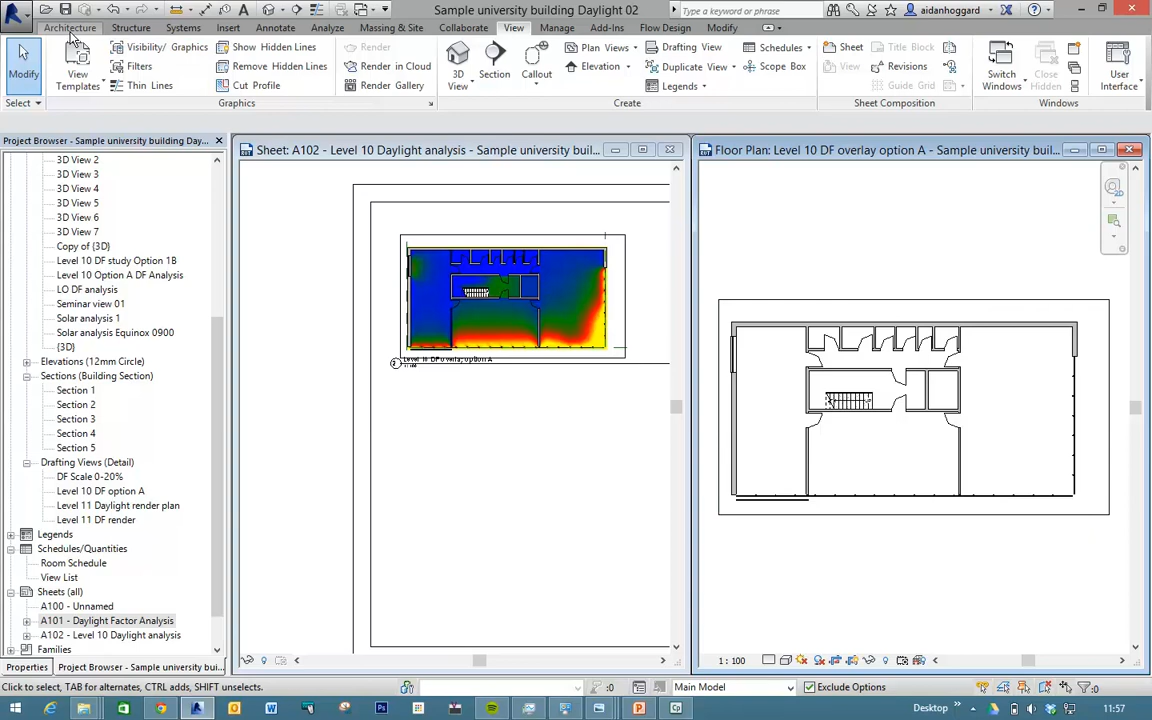 Sample university building Daylight 02
Type a keyword or phrase
aidanhoggard
Architecture Structure Systems Insert Annotate Analyze Massing & Site Collaborate View Manage Add-Ins Flow Design Modify
Modify
View Templates
Visibility/ Graphics
Filters
Thin Lines
Show Hidden Lines
Remove Hidden Lines
Cut Profile
Render
Render in Cloud
Render Gallery
3D View
Section
Callout
Plan Views
Elevation
Drafting View
Duplicate View
Legends
Schedules
Scope Box
Sheet
View
Title Block
Revisions
Guide Grid
Switch Windows
Close Hidden
User Interface
Select Graphics Create Sheet Composition Windows
Project Browser - Sample university building Day...
Sheet: A102 - Level 10 Daylight analysis - Sample university buil...
Floor Plan: Level 10 DF overlay option A - Sample university buil...
3D View 2
3D View 3
3D View 4
3D View 5
3D View 6
3D View 7
Copy of {3D}
Level 10 DF study Option 1B
Level 10 Option A DF Analysis
LO DF analysis
Seminar view 01
Solar analysis 1
Solar analysis Equinox 0900
{3D}
Elevations (12mm Circle)
Sections (Building Section)
Section 1
Section 2
Section 3
Section 4
Section 5
Drafting Views (Detail)
DF Scale 0-20%
Level 10 DF option A
Level 11 Daylight render plan
Level 11 DF render
Legends
Schedules/Quantities
Room Schedule
View List
Sheets (all)
A100 - Unnamed
A101 - Daylight Factor Analysis
A102 - Level 10 Daylight analysis
Families
Level 10 DF overlay option A
1 : 100
Properties
Project Browser - Sample university buil...
Click to select, TAB for alternates, CTRL adds, SHIFT unselects.
:0
Main Model
Exclude Options
:0
Desktop
11:57